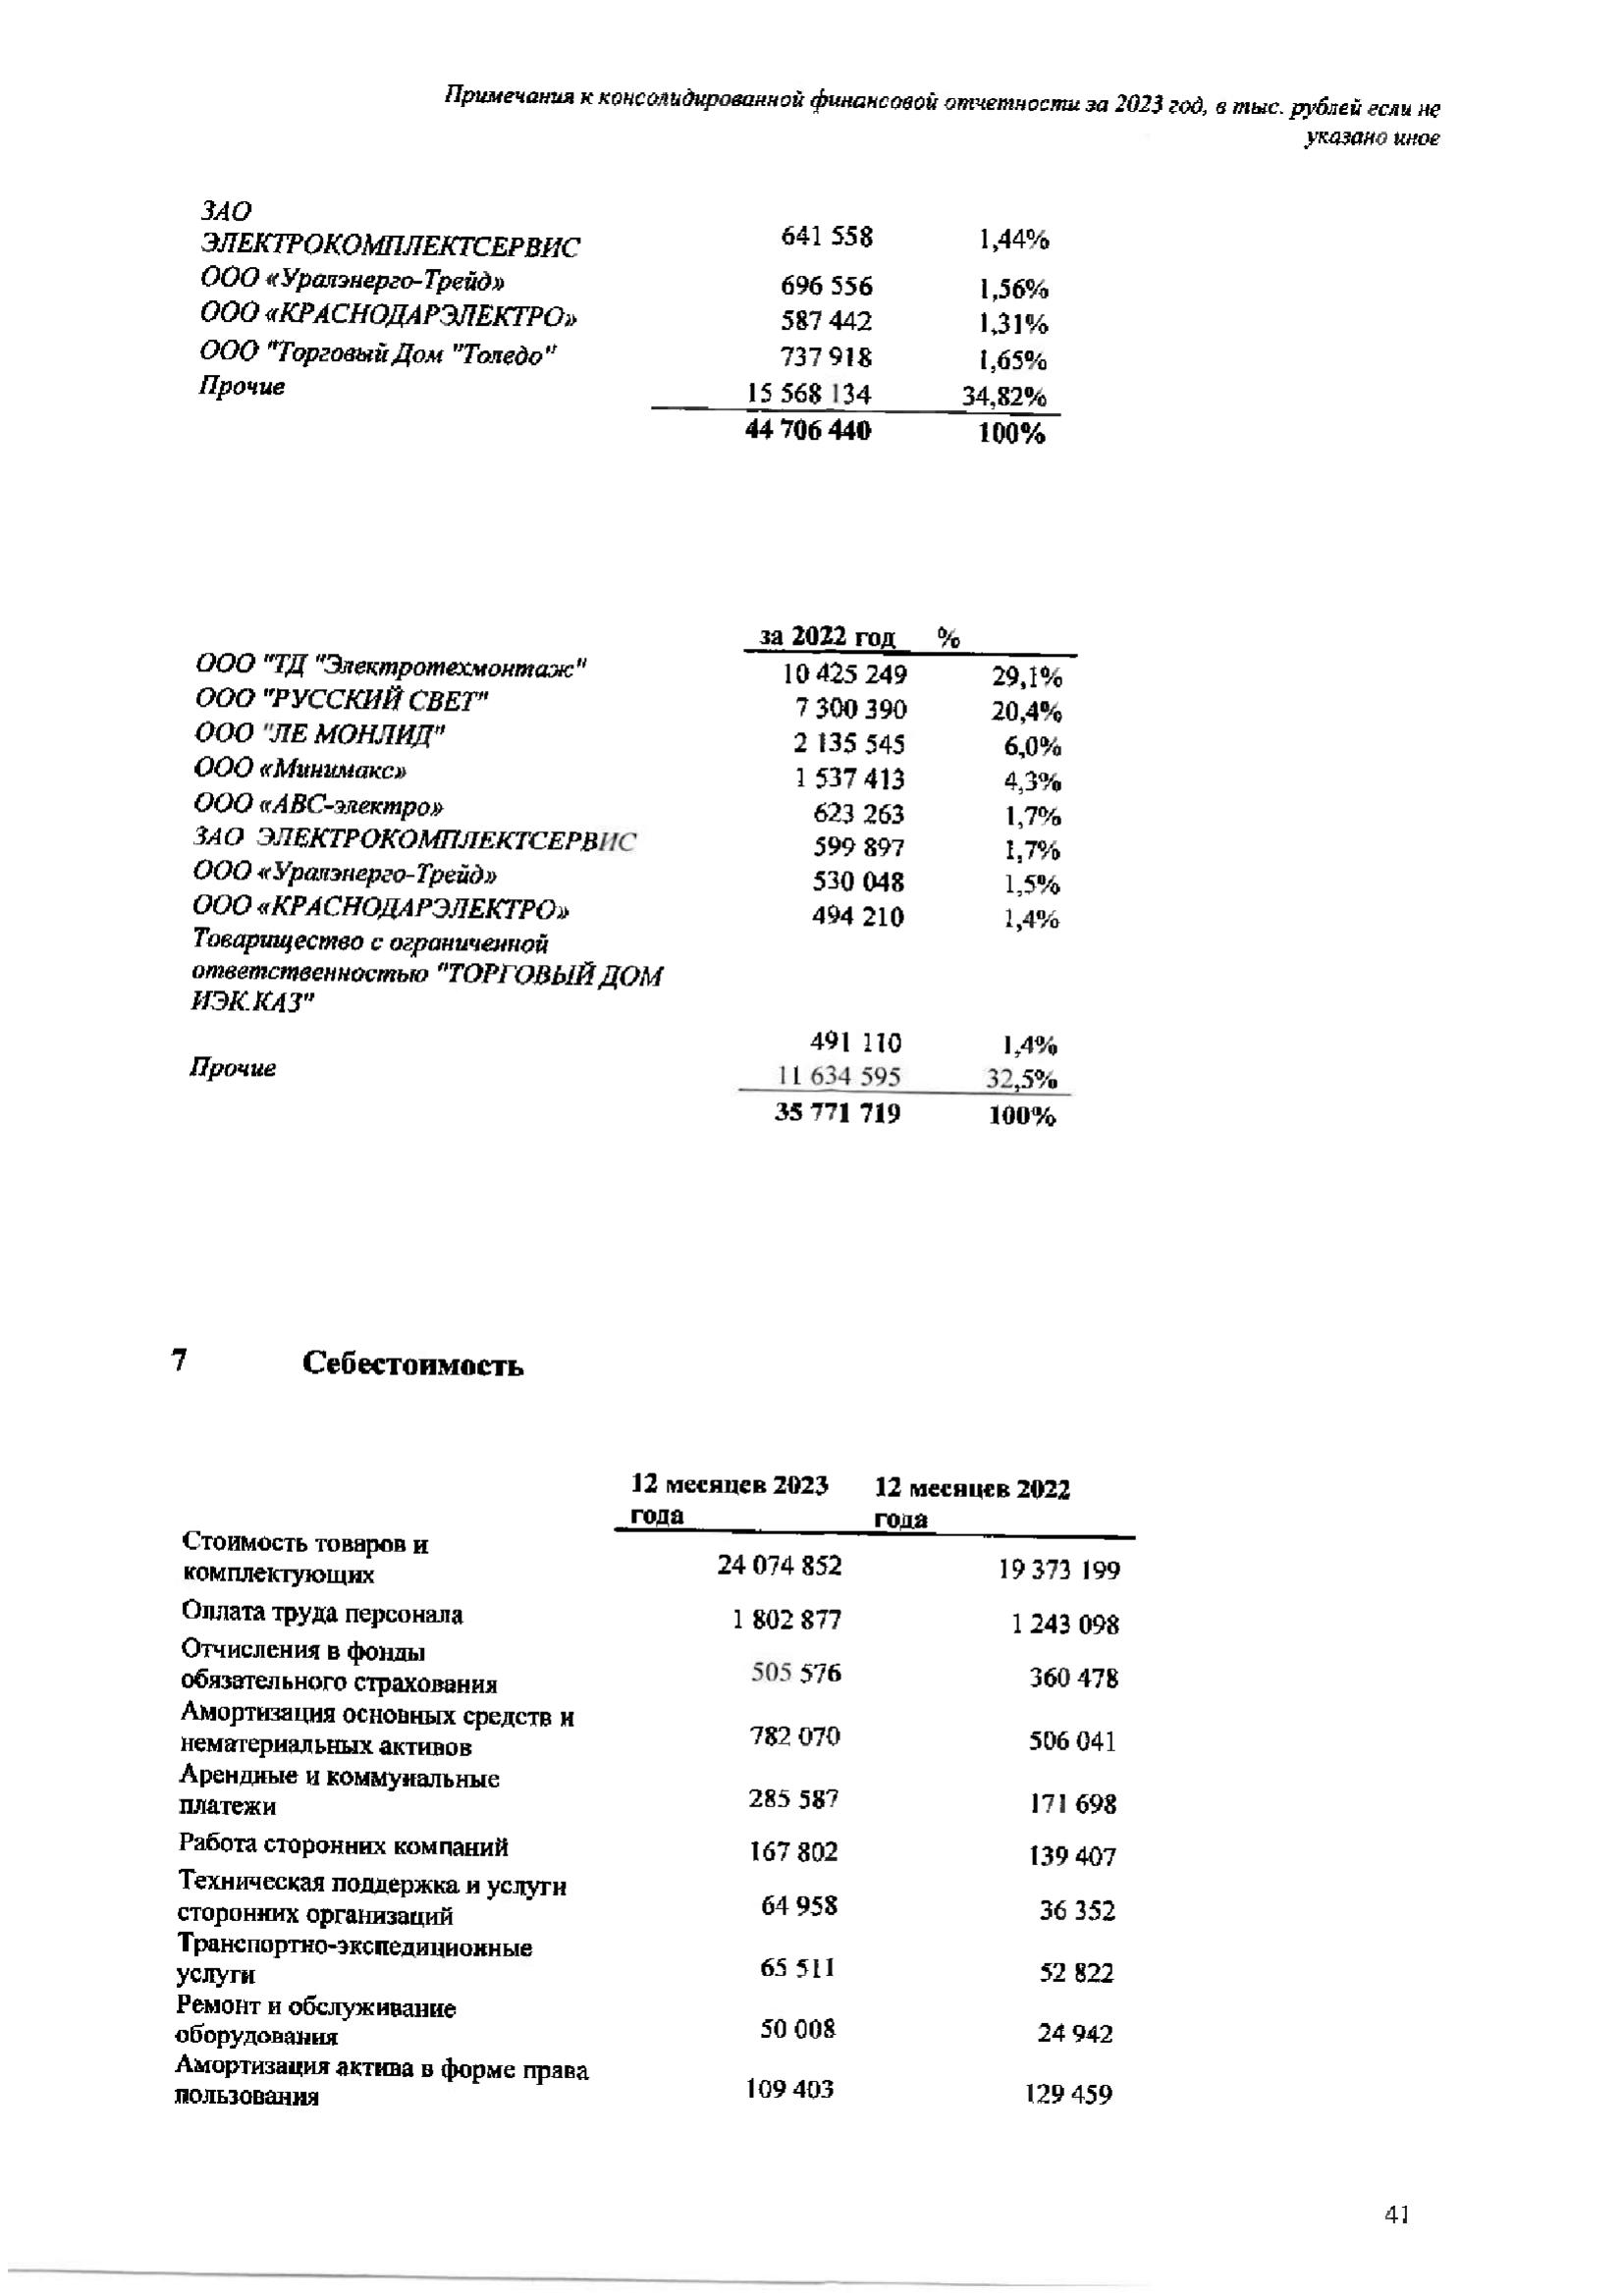 Примечания к консолидированной финансовой отчетности за 2023 год, в тыс. рублей если не
указано иное
ЗАО
ЭЛЕКТРОКОМПЛЕКТСЕРВИС 641 558 1,44%
ООО «Уралэнерго-Трейд» 696 556 1,56%
ООО «КРАСНОДАРЭЛЕКТРО» 587 442 1,31%
ООО "Торговый Дом "Толедо" 737 918 1,65%
Прочие 15 568 134 34,82%
44 706 440 100%
за 2022 год %
ООО "ТД "Электротехмонтаж" 10 425 249 29,1%
ООО "РУССКИЙ СВЕТ" 7 300 390 20,4%
ООО "ЛЕ МОНЛИД" 2 135 545 6,0%
ООО «Минимакс» 1 537 413 4,3%
ООО «АВС-электро» 623 263 1,7%
ЗАО ЭЛЕКТРОКОМПЛЕКТСЕРВИС 599 897 1,7%
ООО «Уралэнерго-Трейд» 530 048 1,5%
ООО «КРАСНОДАРЭЛЕКТРО» 494 210 1,4%
Товарищество с ограниченной
ответственностью "ТОРГОВЫЙ ДОМ
ИЭК.КАЗ"
491 110 1,4%
Прочие 11 634 595 32,5%
35 771 719 100%
7 Себестоимость
12 месяцев 2023 12 месяцев 2022
года года
Стоимость товаров и
комплектующих 24 074 852 19 373 199
Оплата труда персонала 1 802 877 1 243 098
Отчисления в фонды
обязательного страхования 505 576 360 478
Амортизация основных средств и
нематериальных активов 782 070 506 041
Арендные и коммунальные
платежи 285 587 171 698
Работа сторонних компаний 167 802 139 407
Техническая поддержка и услуги
сторонних организаций 64 958 36 352
Транспортно-экспедиционные
услуги 65 511 52 822
Ремонт и обслуживание
оборудования 50 008 24 942
Амортизация актива в форме права
пользования 109 403 129 459
41